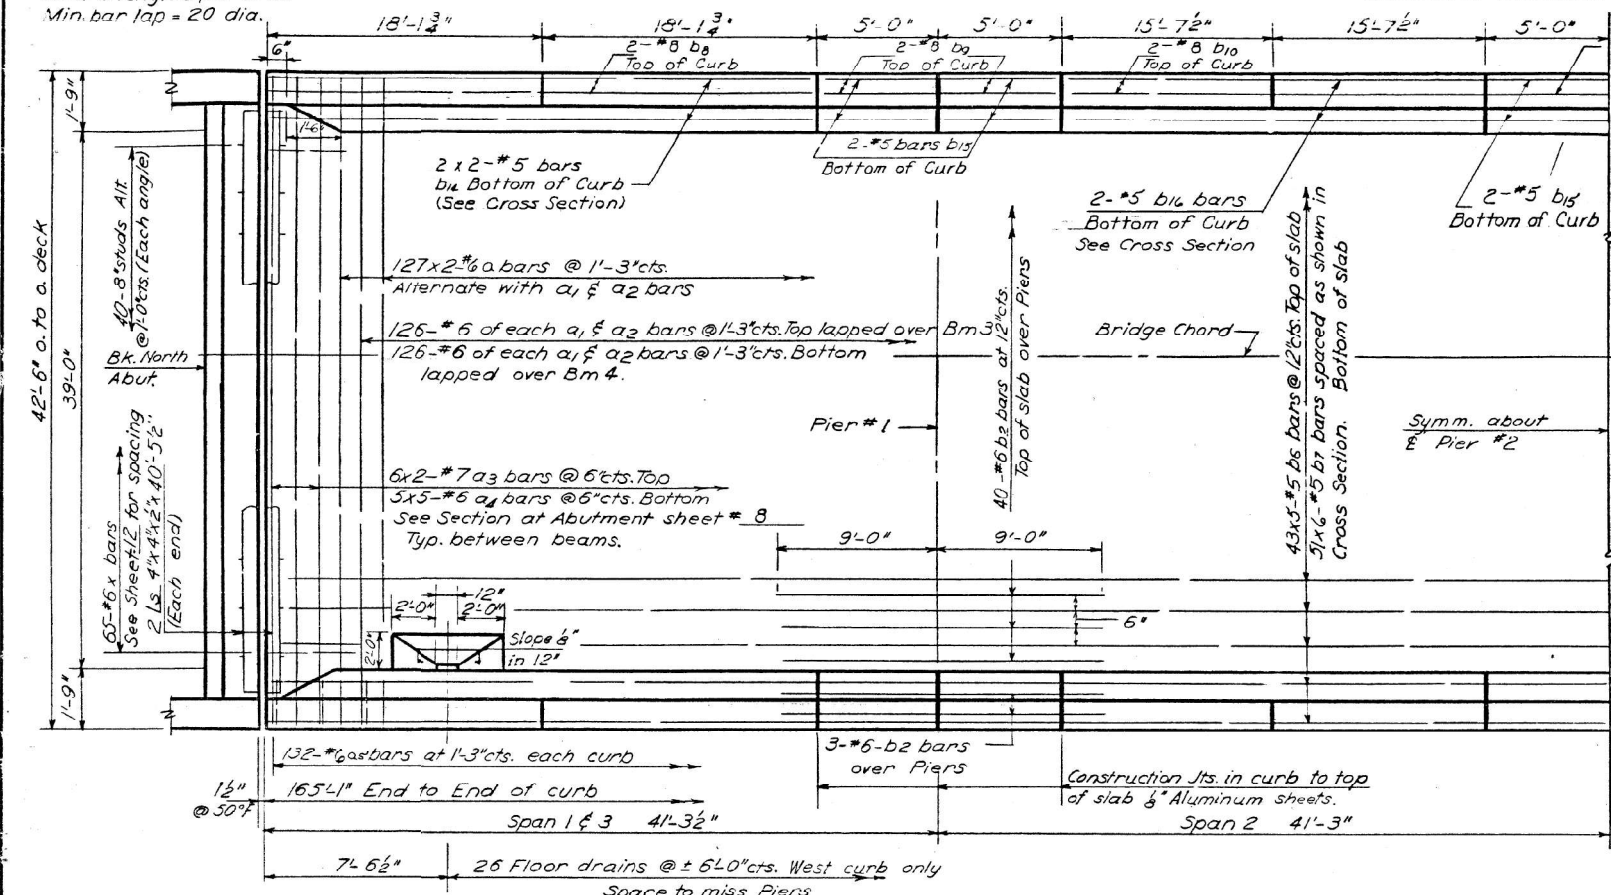 Min. bar lap = 20 dia.
18'-1¾"
18'-1¾"
5'-0"
5'-0"
15'-7½"
15'-7½"
5'-0"
6"
2-#8 b8
Top of Curb
2-#8 b9
Top of Curb
2-#8 b10
Top of Curb
1'-9"
1'-6"
2 x 2-#5 bars
b14 Bottom of Curb
(See Cross Section)
2-#5 bars b15
Bottom of Curb
2-#5 b16 bars
Bottom of Curb
See Cross Section
2-#5 b15
Bottom of Curb
42'-6" o. to o. deck
39'-0"
40-8" studs Alt.
@ 1'-0" cts. (Each angle)
127x2-#6 a bars @ 1'-3" cts.
Alternate with a1 & a2 bars
126-#6 of each a1 & a2 bars @ 1'-3" cts. Top lapped over Bm 3
126-#6 of each a1 & a2 bars @ 1'-3" cts. Bottom
lapped over Bm 4.
Bk. North
Abut.
Bridge Chord
40-#6 b2 bars at 12" cts.
Top of slab over Piers
43x5-#5 b6 bars @ 12" cts. Top of slab
51x6-#5 b7 bars spaced as shown in
Cross Section. Bottom of slab
Pier #1
Symm. about
℄ Pier #2
65-#6 x bars
See Sheet 12 for spacing
2 Ls 4"x4"x½"x40'-5½"
(Each end)
6x2-#7 a3 bars @ 6" cts. Top
5x5-#6 a4 bars @ 6" cts. Bottom
See Section at Abutment sheet # 8
Typ. between beams.
9'-0"
9'-0"
12"
2'-0"
2'-0"
6"
2'-0"
Slope ⅛"
in 12"
1'-9"
132-#6 a5 bars at 1'-3" cts. each curb
3-#6-b2 bars
over Piers
Construction Jts. in curb to top
of slab ⅛" Aluminum sheets.
1½"
@ 50°F
165'-1" End to End of curb
Span 1 & 3 41'-3½"
Span 2 41'-3"
7'-6½"
26 Floor drains @ ± 6'-0" cts. West curb only
Space to miss Piers